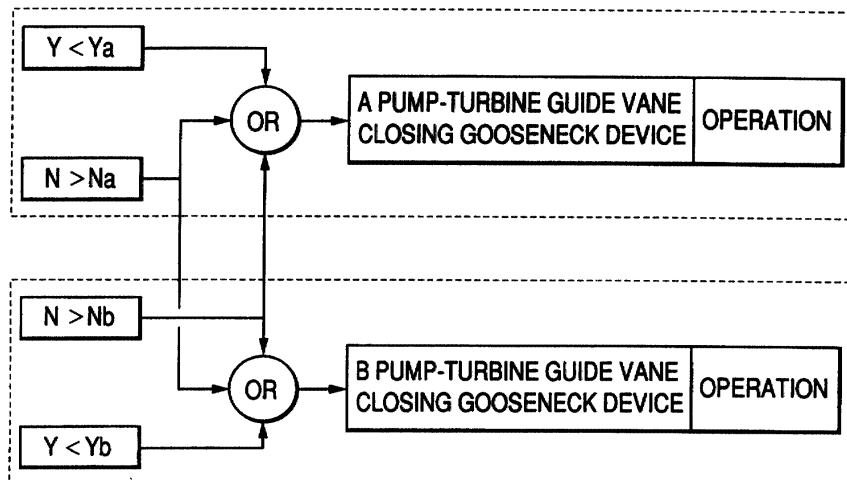 Y < Ya
OR
A PUMP-TURBINE GUIDE VANE
CLOSING GOOSENECK DEVICE
OPERATION
N > Na
N > Nb
OR
B PUMP-TURBINE GUIDE VANE
CLOSING GOOSENECK DEVICE
OPERATION
Y < Yb